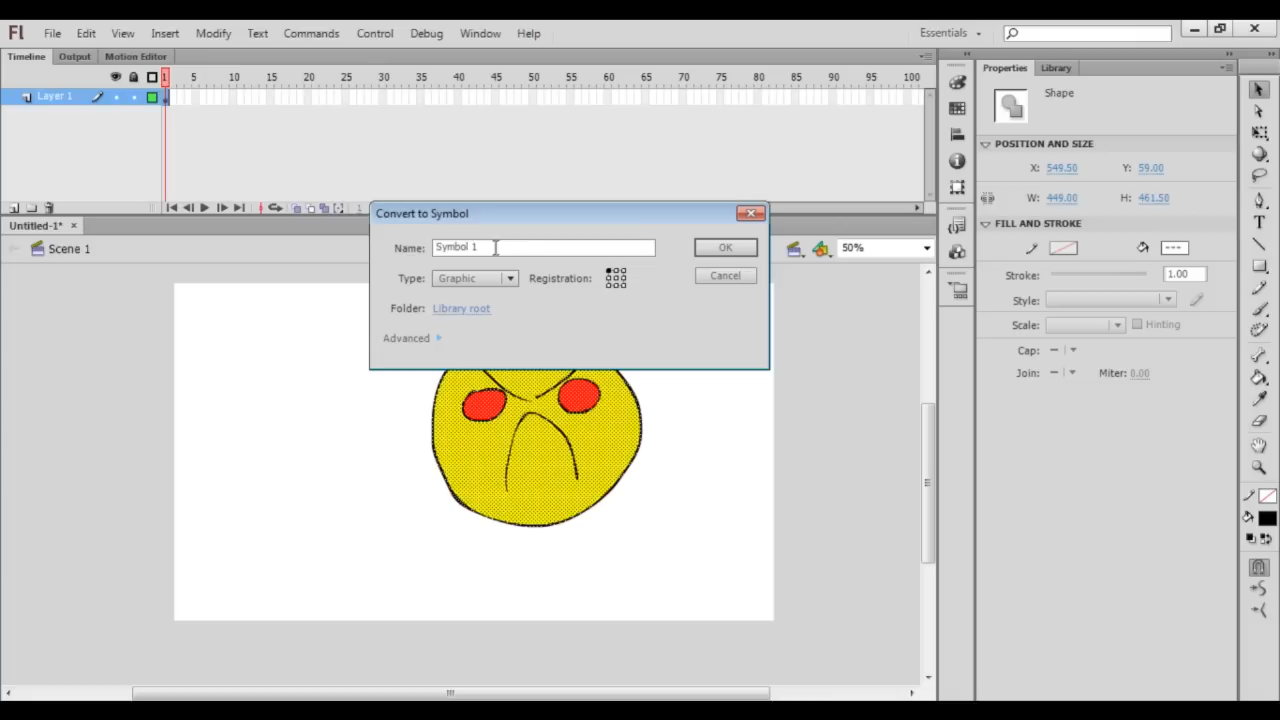 Fl File Edit View Insert Modify Text Commands Control Debug Window Help Essentials
Timeline Output Motion Editor
1 5 10 15 20 25 30 35 40 45 50 55 60 65 70 75 80 85 90 95 100
Layer 1
Untitled-1* ×
Scene 1
50%
Convert to Symbol
Name: Symbol 1 OK
Type: Graphic Registration: Cancel
Folder: Library root
Advanced
Properties Library
Shape
POSITION AND SIZE
X: 549.50 Y: 59.00
W: 449.00 H: 461.50
FILL AND STROKE
Stroke: 1.00
Style:
Scale: Hinting
Cap:
Join: Miter: 0.00
T